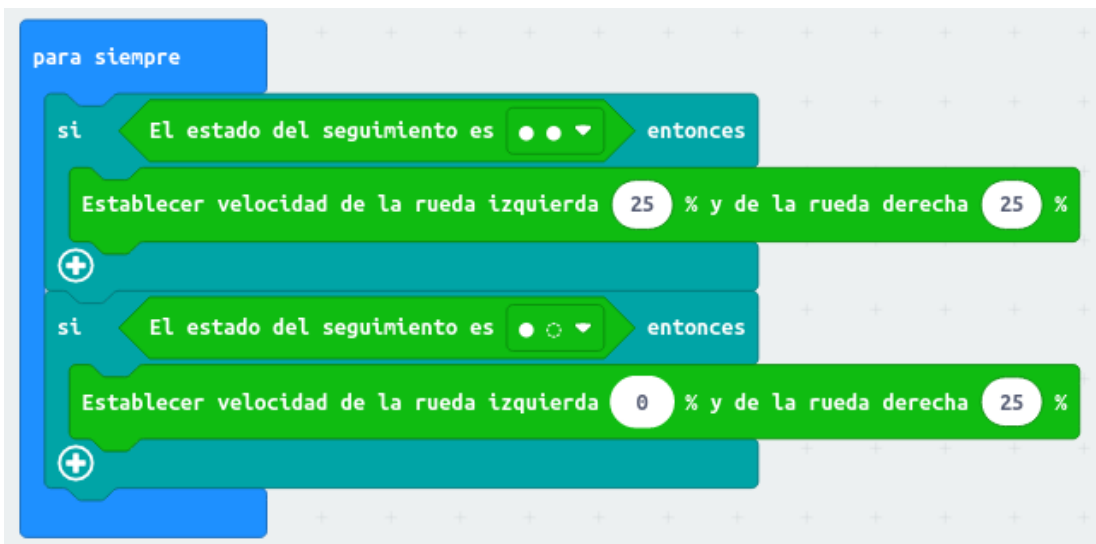 para siempre
si El estado del seguimiento es ● ● entonces
Establecer velocidad de la rueda izquierda 25 % y de la rueda derecha 25 %
si El estado del seguimiento es ● ◌ entonces
Establecer velocidad de la rueda izquierda 0 % y de la rueda derecha 25 %